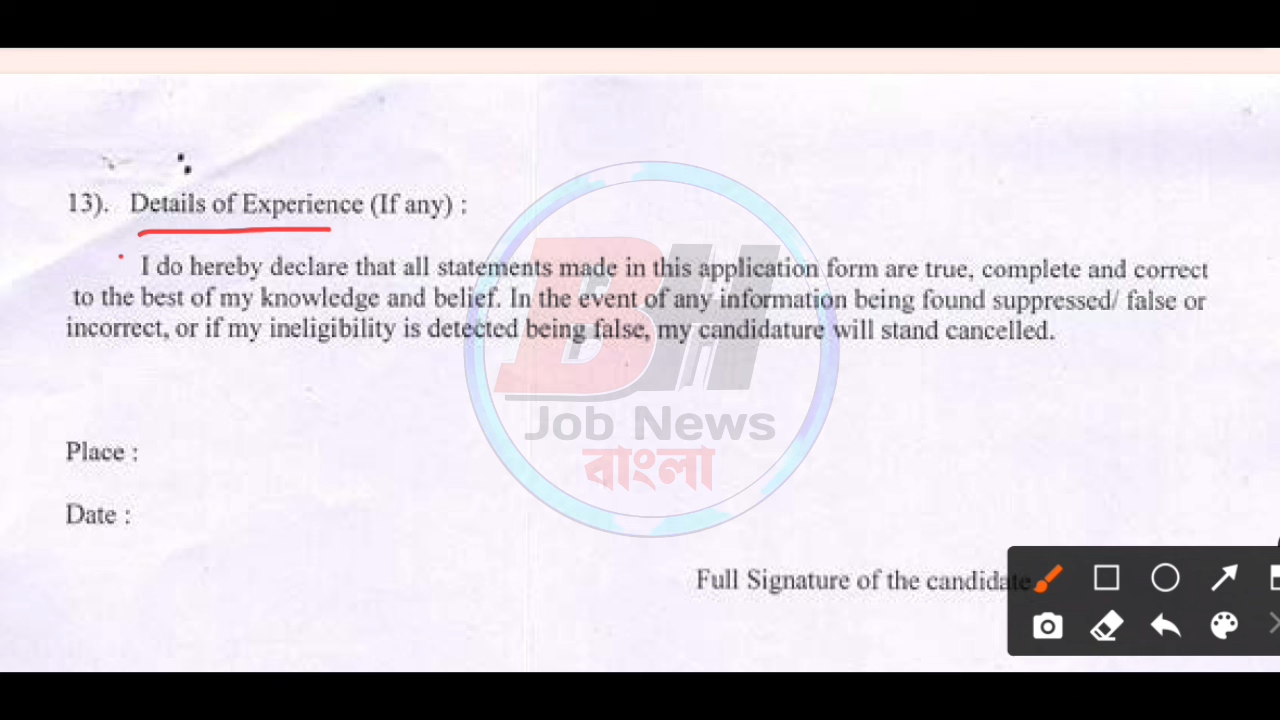 13). Details of Experience (If any) :
I do hereby declare that all statements made in this application form are true, complete and correct
to the best of my knowledge and belief. In the event of any information being found suppressed/ false or
incorrect, or if my ineligibility is detected being false, my candidature will stand cancelled.
BH
Job News
বাংলা
Place :
Date :
Full Signature of the candidate